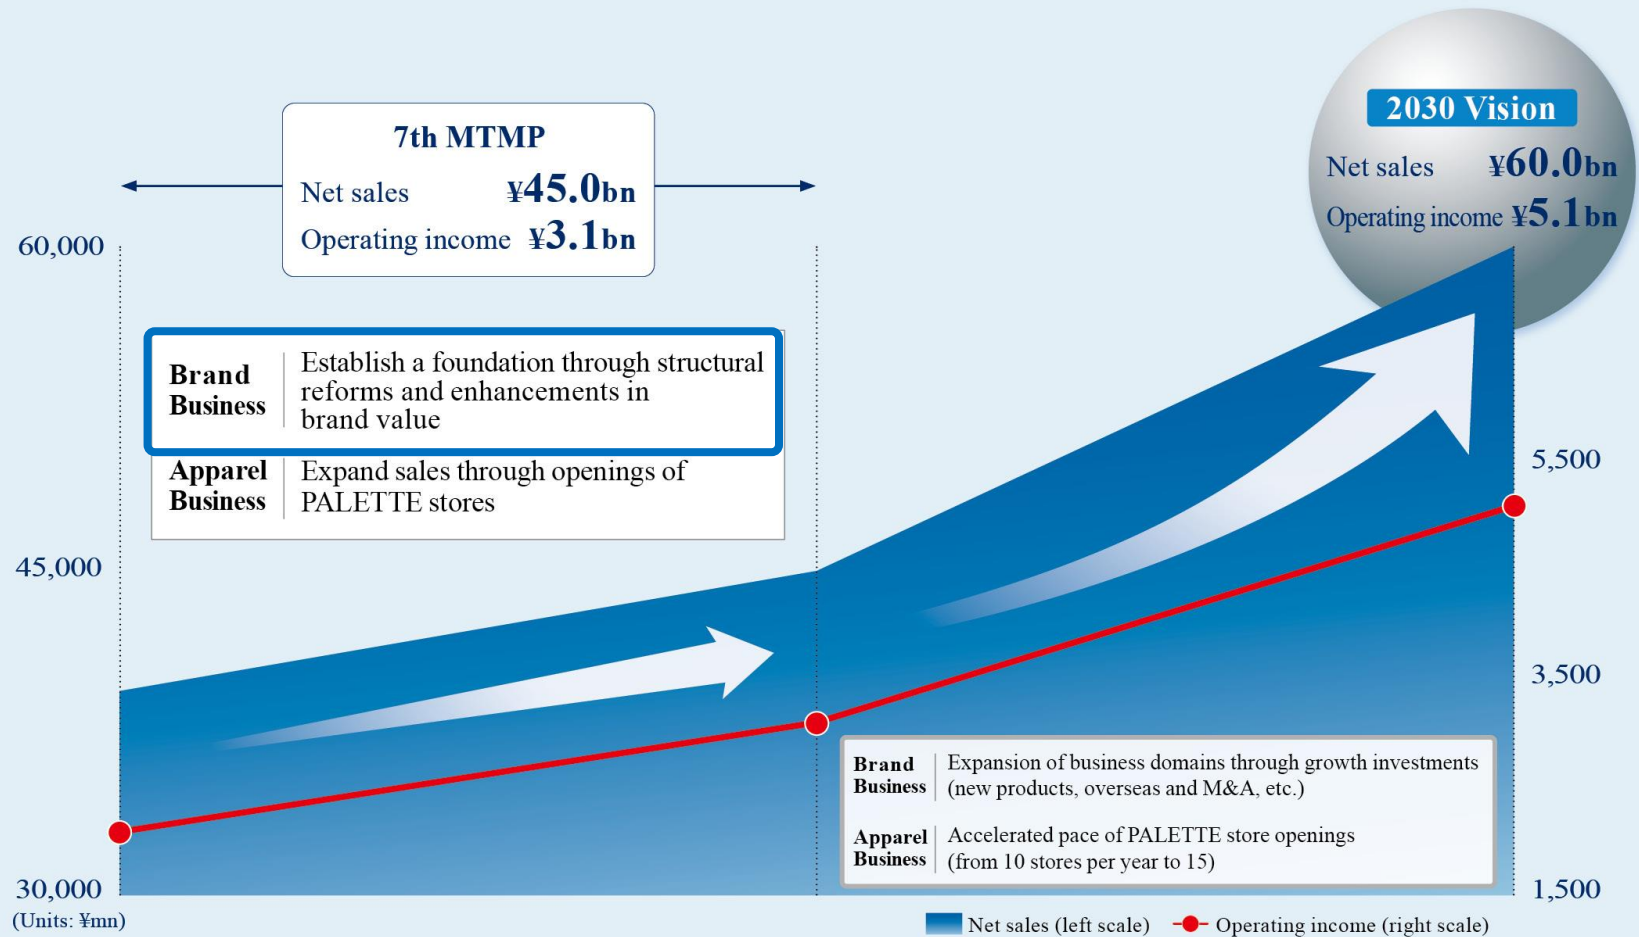 2030 Vision
Net sales ¥60.0bn
Operating income ¥5.1bn
7th MTMP
Net sales ¥45.0bn
Operating income ¥3.1bn
60,000
45,000
30,000
(Units: ¥mn)
Brand
Business
Establish a foundation through structural
reforms and enhancements in
brand value
Apparel
Business
Expand sales through openings of
PALETTE stores
5,500
3,500
1,500
Brand
Business
Expansion of business domains through growth investments
(new products, overseas and M&A, etc.)
Apparel
Business
Accelerated pace of PALETTE store openings
(from 10 stores per year to 15)
Net sales (left scale)
Operating income (right scale)